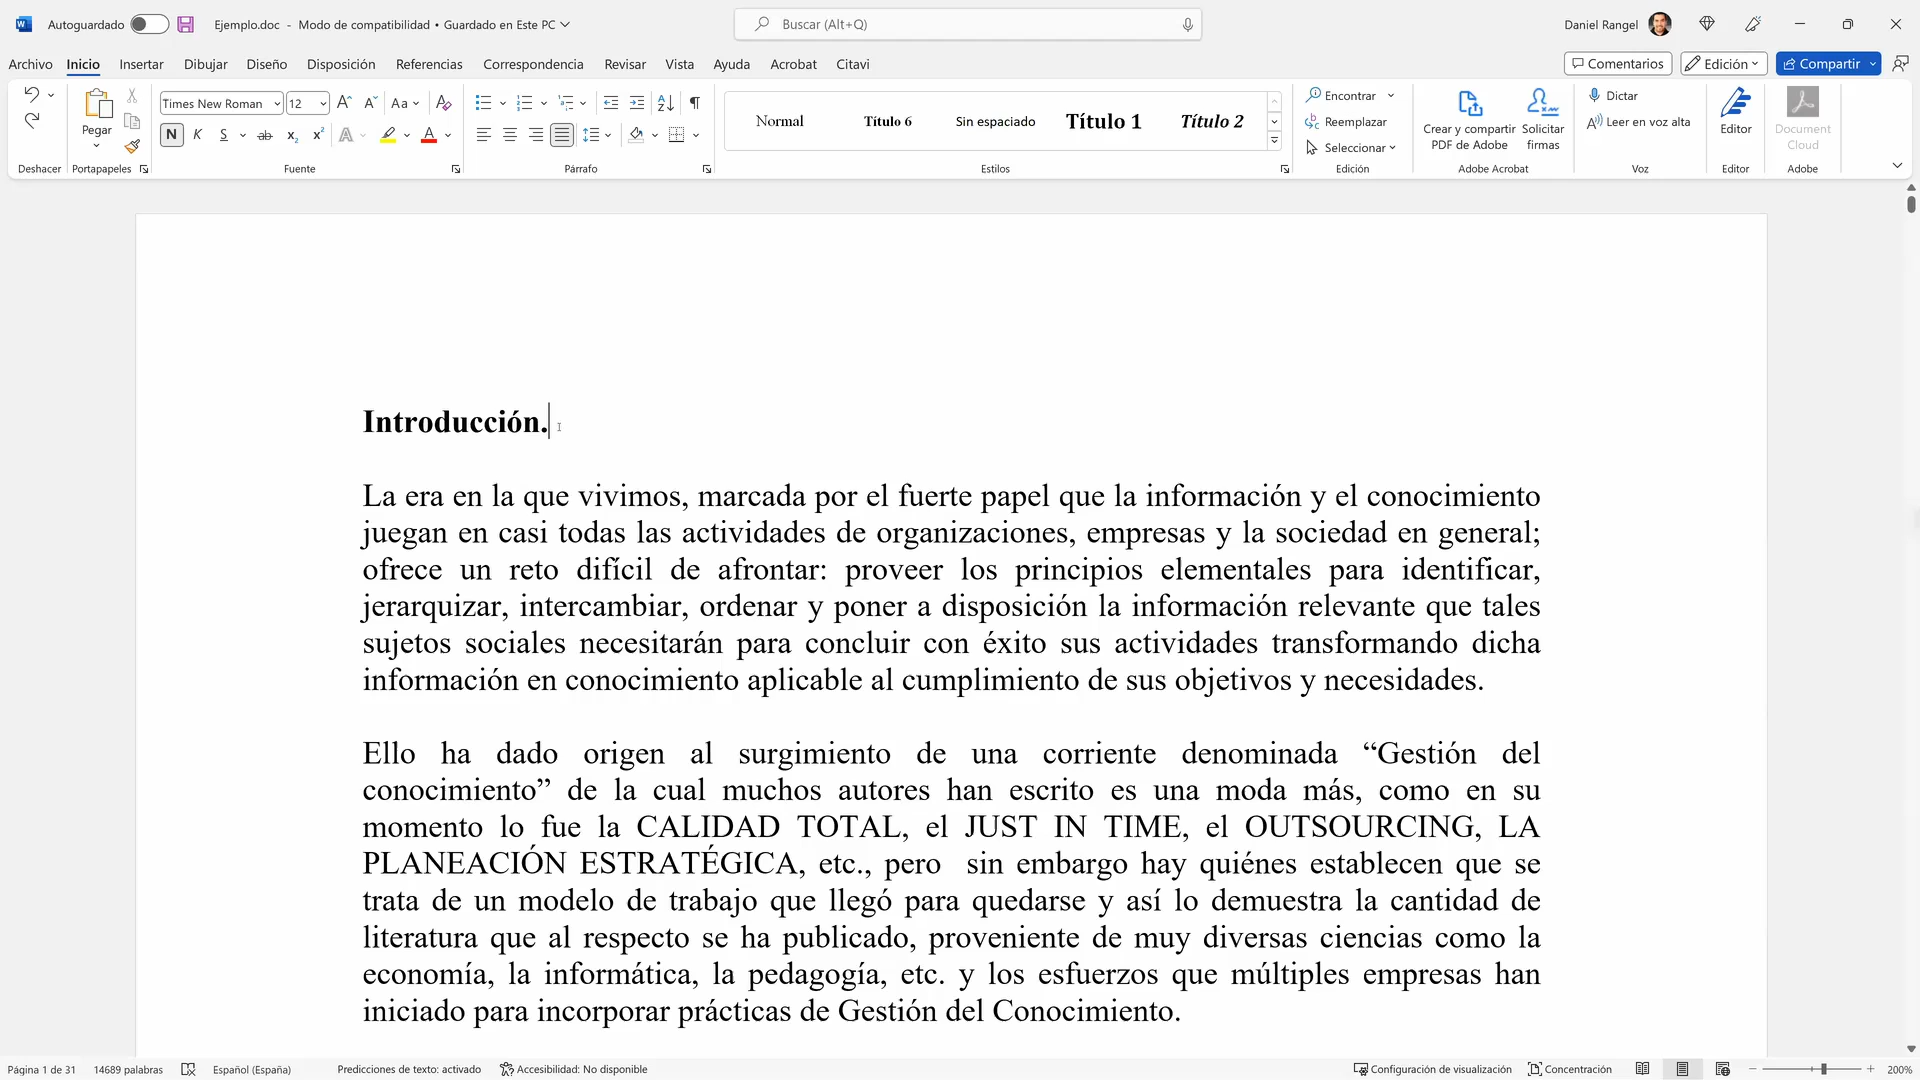 Autoguardado
Ejemplo.doc - Modo de compatibilidad • Guardado en Este PC
Buscar (Alt+Q)
Daniel Rangel
Archivo Inicio Insertar Dibujar Diseño Disposición Referencias Correspondencia Revisar Vista Ayuda Acrobat Citavi
Comentarios Edición Compartir
Pegar
Times New Roman 12 Aa
N K S ab x₂ x²
Normal Título 6 Sin espaciado Título 1 Título 2
Encontrar
Reemplazar
Seleccionar
Crear y compartir PDF de Adobe
Solicitar firmas
Dictar
Leer en voz alta
Editor
Document Cloud
Deshacer Portapapeles Fuente Párrafo Estilos Edición Adobe Acrobat Voz Editor Adobe
Introducción.
La era en la que vivimos, marcada por el fuerte papel que la información y el conocimiento
juegan en casi todas las actividades de organizaciones, empresas y la sociedad en general;
ofrece un reto difícil de afrontar: proveer los principios elementales para identificar,
jerarquizar, intercambiar, ordenar y poner a disposición la información relevante que tales
sujetos sociales necesitarán para concluir con éxito sus actividades transformando dicha
información en conocimiento aplicable al cumplimiento de sus objetivos y necesidades.
Ello ha dado origen al surgimiento de una corriente denominada “Gestión del
conocimiento” de la cual muchos autores han escrito es una moda más, como en su
momento lo fue la CALIDAD TOTAL, el JUST IN TIME, el OUTSOURCING, LA
PLANEACIÓN ESTRATÉGICA, etc., pero  sin embargo hay quiénes establecen que se
trata de un modelo de trabajo que llegó para quedarse y así lo demuestra la cantidad de
literatura que al respecto se ha publicado, proveniente de muy diversas ciencias como la
economía, la informática, la pedagogía, etc. y los esfuerzos que múltiples empresas han
iniciado para incorporar prácticas de Gestión del Conocimiento.
Página 1 de 31 14689 palabras Español (España) Predicciones de texto: activado Accesibilidad: No disponible Configuración de visualización Concentración 200%